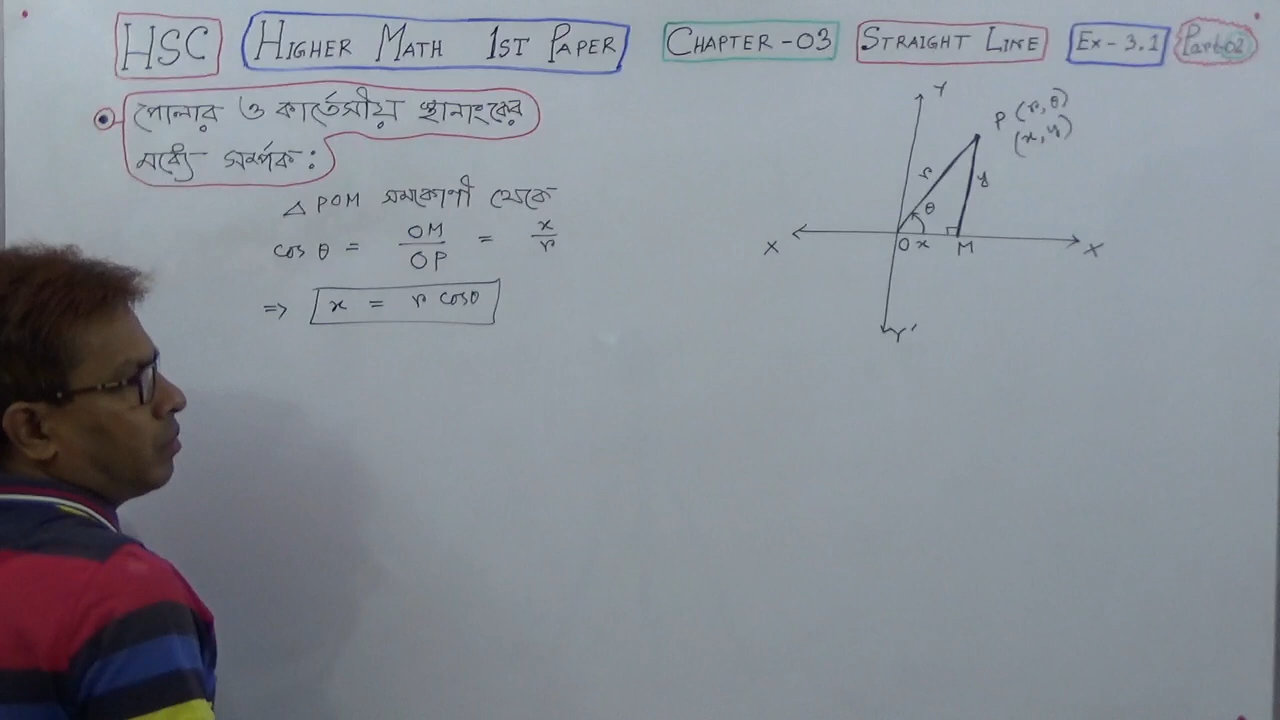 HSC HIGHER MATH 1ST PAPER CHAPTER-03 STRAIGHT LINE Ex-3.1 Part-02
পোলার ও কার্তেসীয় স্থানাংকের
মধ্যে সম্পর্ক:
△ POM সমকোণী থেকে
cos θ = OM/OP = x/r
=> x = r cosθ
Y
P (r, θ)
(x, y)
r
y
θ
X
O x M
X
Y'